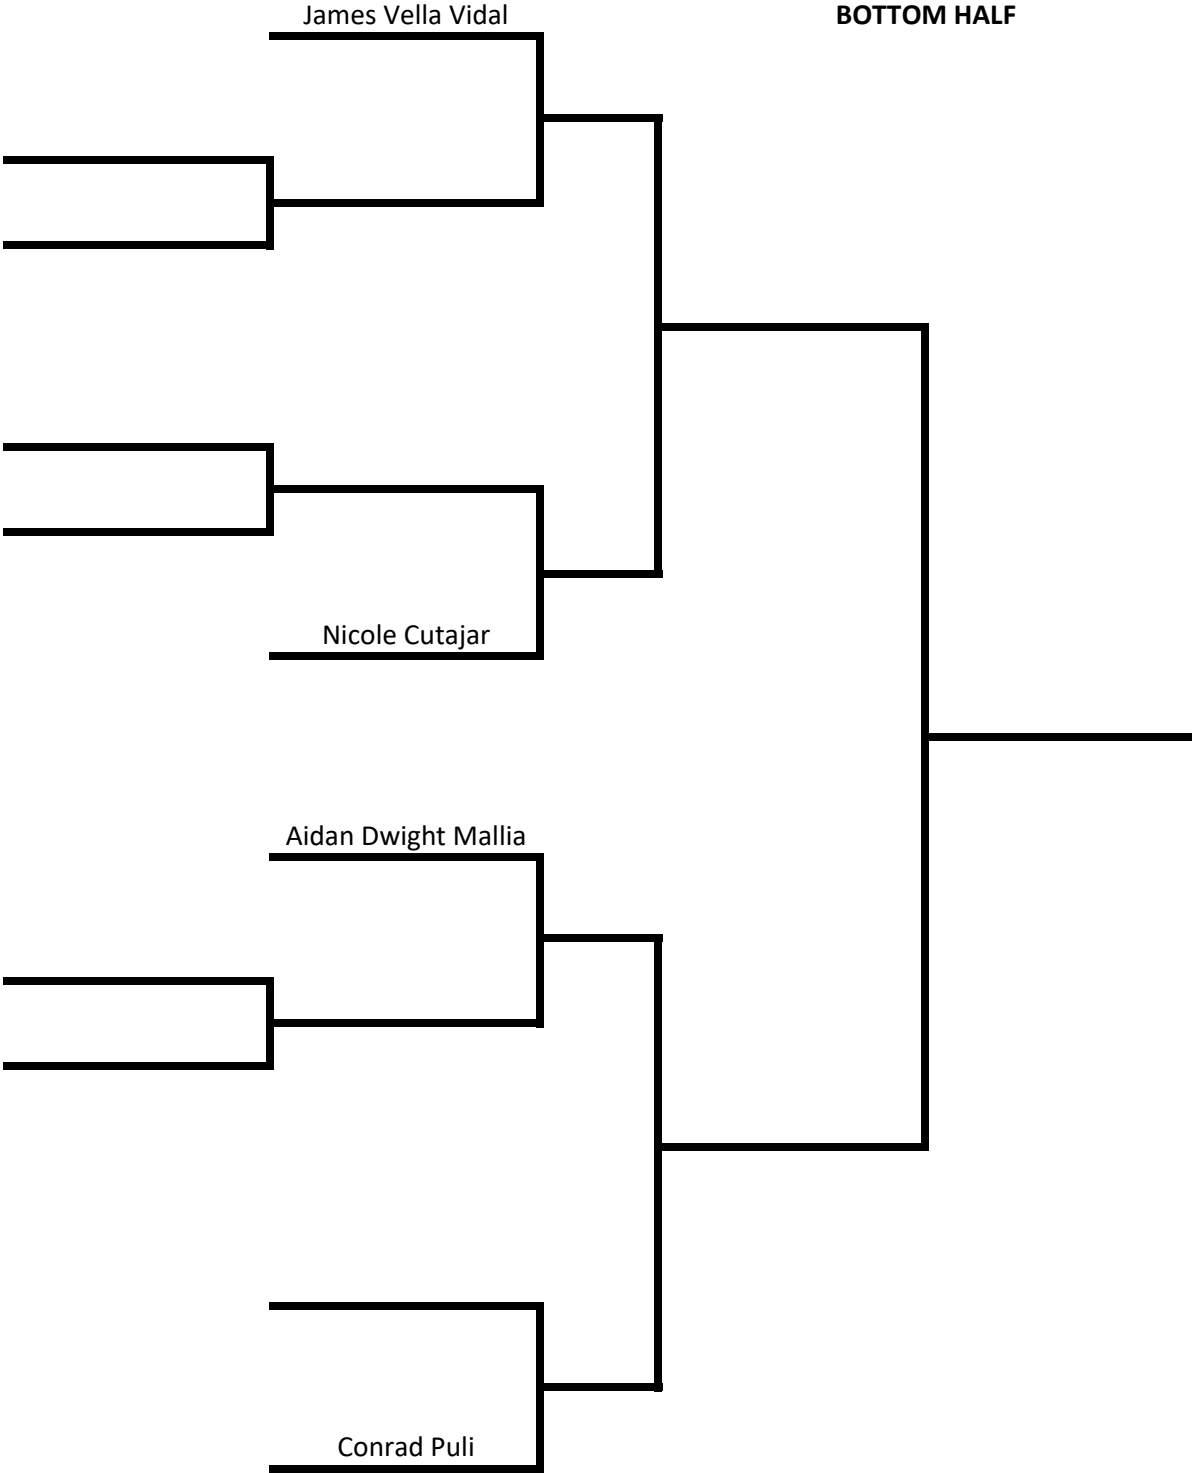 James Vella Vidal
BOTTOM HALF
Nicole Cutajar
Aidan Dwight Mallia
Conrad Puli